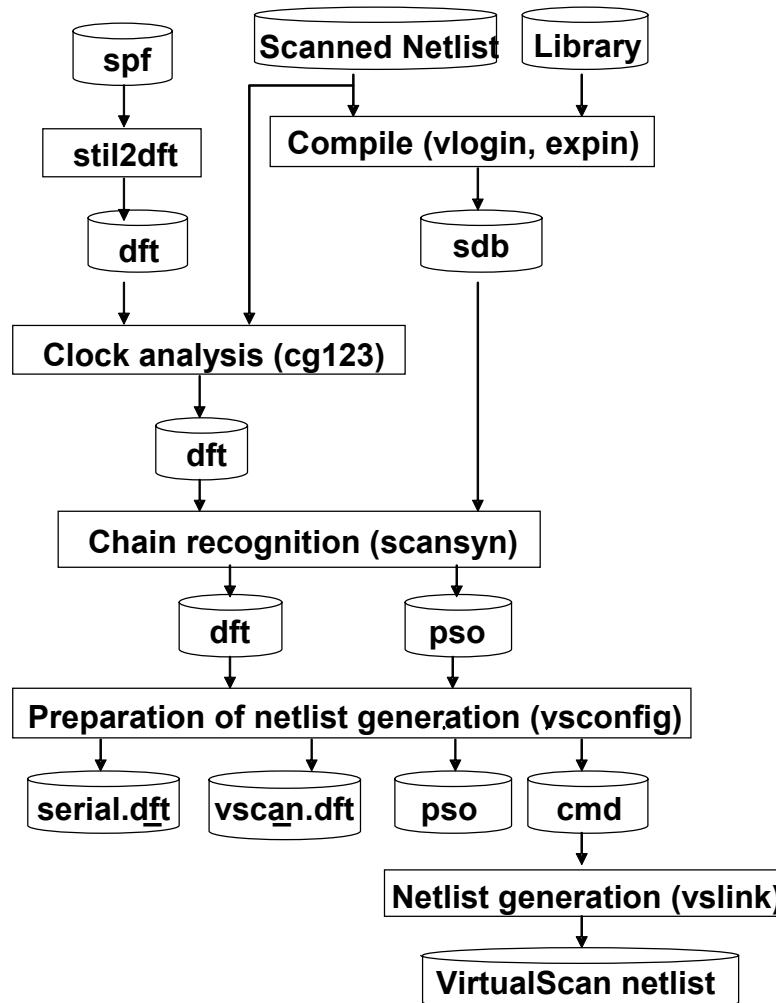 Scanned Netlist
Library
spf
stil2dft
Compile (vlogin, expin)
dft
sdb
Clock analysis (cg123)
dft
Chain recognition (scansyn)
dft
pso
Preparation of netlist generation (vsconfig)
serial.dft
vscan.dft
pso
cmd
Netlist generation (vslink)
VirtualScan netlist